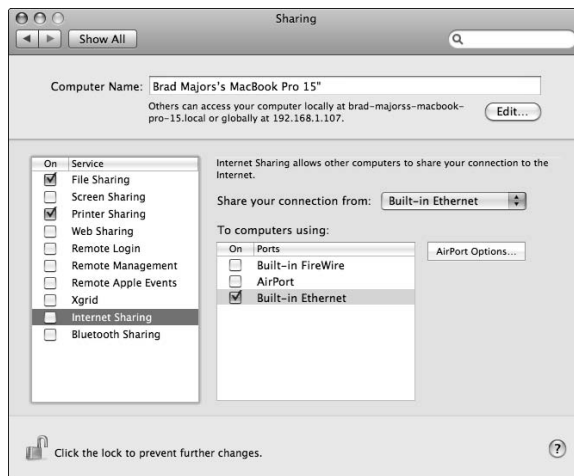 Sharing
Show All
Computer Name: Brad Majors's MacBook Pro 15"
Others can access your computer locally at brad-majorss-macbook-
pro-15.local or globally at 192.168.1.107.
Edit...
On Service
File Sharing
Screen Sharing
Printer Sharing
Web Sharing
Remote Login
Remote Management
Remote Apple Events
Xgrid
Internet Sharing
Bluetooth Sharing
Internet Sharing allows other computers to share your connection to the
Internet.
Share your connection from: Built-in Ethernet
To computers using:
On Ports
Built-in FireWire
AirPort
Built-in Ethernet
AirPort Options...
Click the lock to prevent further changes.
?